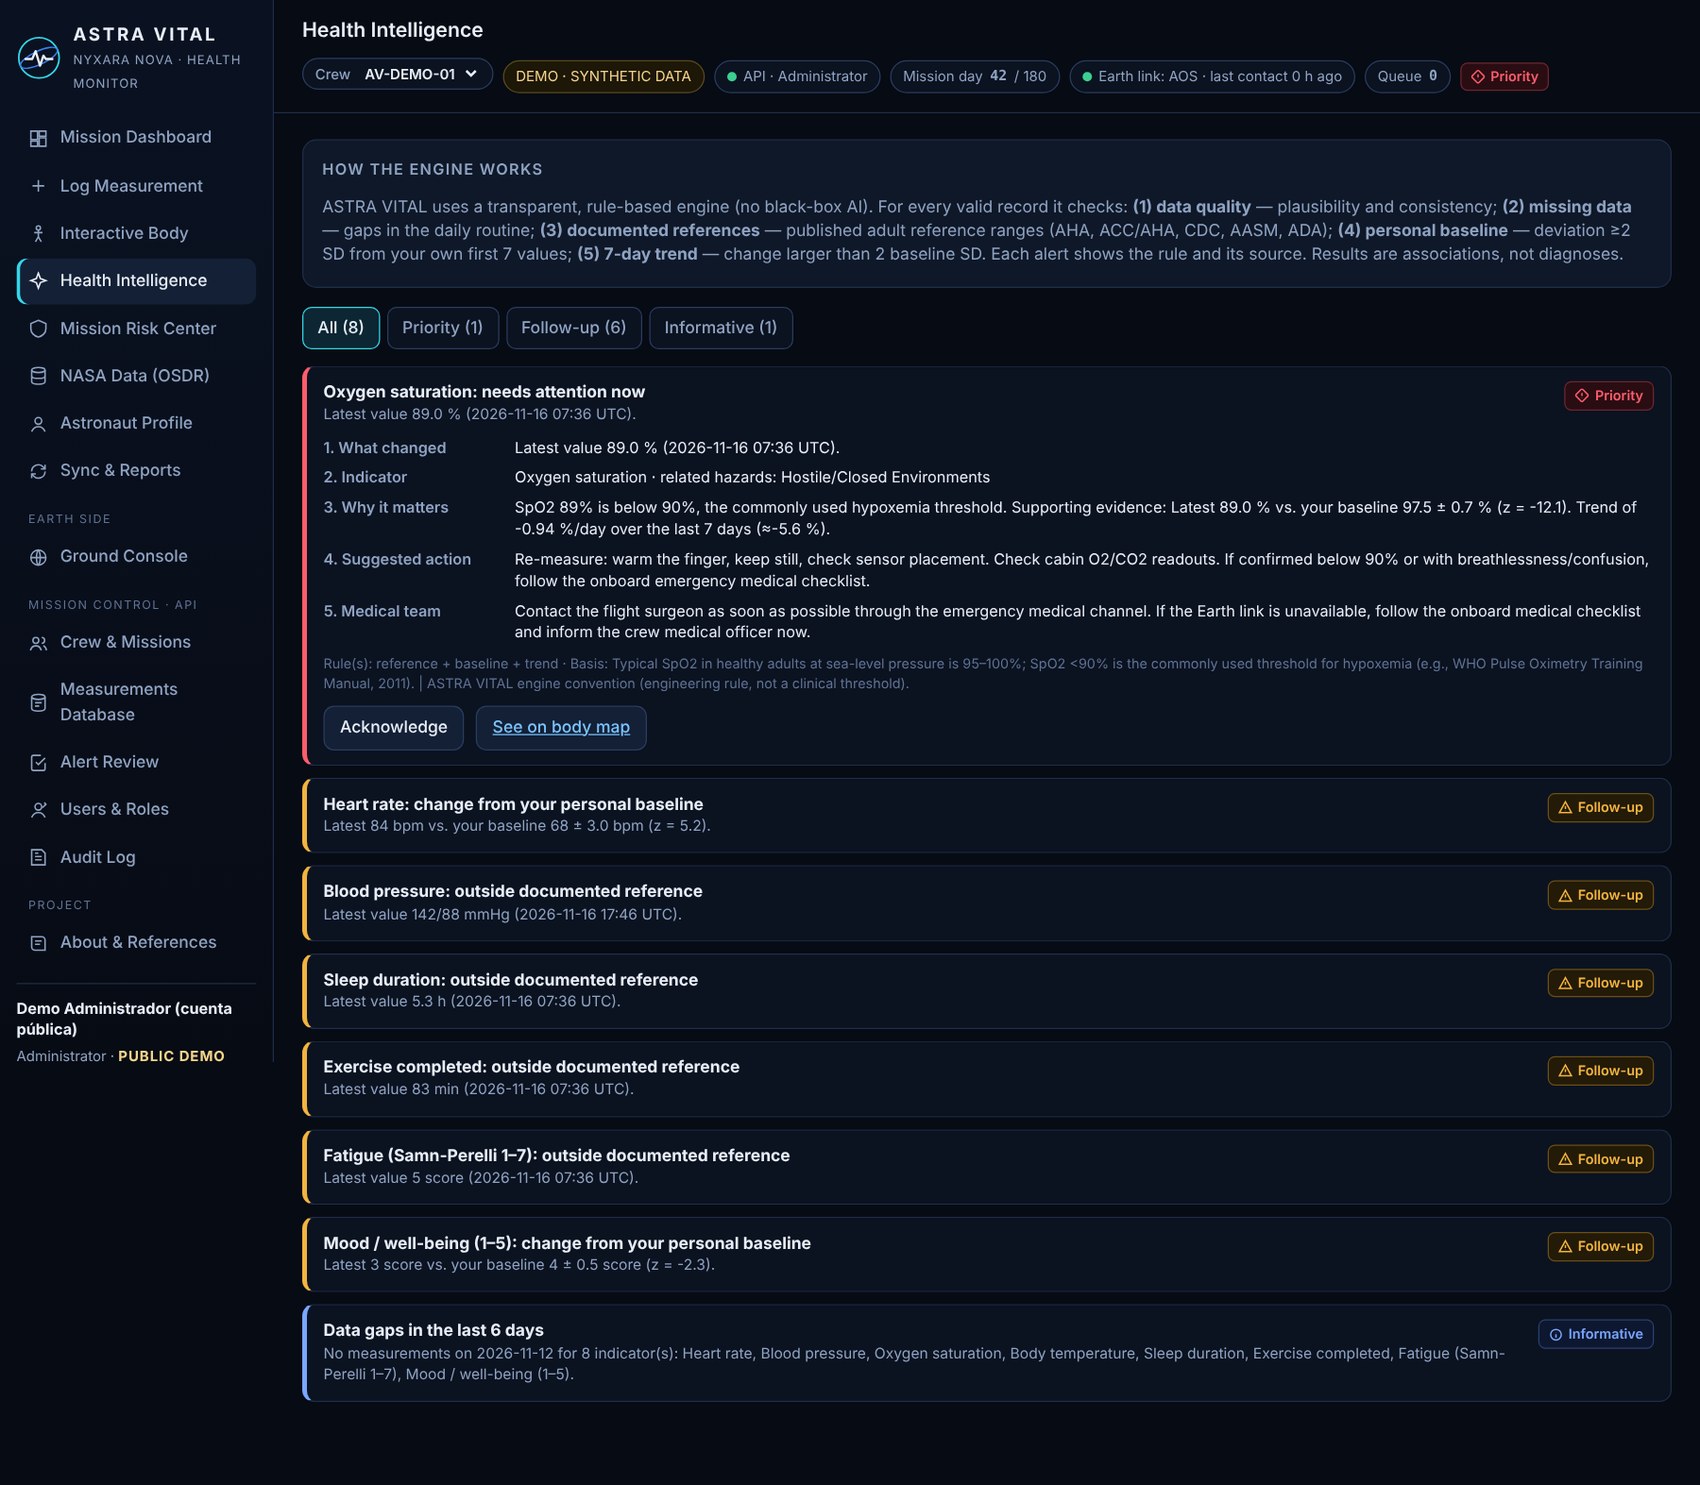 ASTRA VITAL
NYXARA NOVA · HEALTH
MONITOR
Mission Dashboard
Log Measurement
Interactive Body
Health Intelligence
Mission Risk Center
NASA Data (OSDR)
Astronaut Profile
Sync & Reports
EARTH SIDE
Ground Console
MISSION CONTROL · API
Crew & Missions
Measurements
Database
Alert Review
Users & Roles
Audit Log
PROJECT
About & References
Demo Administrador (cuenta
pública)
Administrator · PUBLIC DEMO
Health Intelligence
Crew AV-DEMO-01
DEMO · SYNTHETIC DATA
API · Administrator
Mission day 42 / 180
Earth link: AOS · last contact 0 h ago
Queue 0
Priority
HOW THE ENGINE WORKS
ASTRA VITAL uses a transparent, rule-based engine (no black-box AI). For every valid record it checks: (1) data quality — plausibility and consistency; (2) missing data
— gaps in the daily routine; (3) documented references — published adult reference ranges (AHA, ACC/AHA, CDC, AASM, ADA); (4) personal baseline — deviation ≥2
SD from your own first 7 values; (5) 7-day trend — change larger than 2 baseline SD. Each alert shows the rule and its source. Results are associations, not diagnoses.
All (8)
Priority (1)
Follow-up (6)
Informative (1)
Oxygen saturation: needs attention now
Priority
Latest value 89.0 % (2026-11-16 07:36 UTC).
1. What changed Latest value 89.0 % (2026-11-16 07:36 UTC).
2. Indicator Oxygen saturation · related hazards: Hostile/Closed Environments
3. Why it matters SpO2 89% is below 90%, the commonly used hypoxemia threshold. Supporting evidence: Latest 89.0 % vs. your baseline 97.5 ± 0.7 % (z = -12.1). Trend of
-0.94 %/day over the last 7 days (≈-5.6 %).
4. Suggested action Re-measure: warm the finger, keep still, check sensor placement. Check cabin O2/CO2 readouts. If confirmed below 90% or with breathlessness/confusion,
follow the onboard emergency medical checklist.
5. Medical team Contact the flight surgeon as soon as possible through the emergency medical channel. If the Earth link is unavailable, follow the onboard medical checklist
and inform the crew medical officer now.
Rule(s): reference + baseline + trend · Basis: Typical SpO2 in healthy adults at sea-level pressure is 95–100%; SpO2 <90% is the commonly used threshold for hypoxemia (e.g., WHO Pulse Oximetry Training
Manual, 2011). | ASTRA VITAL engine convention (engineering rule, not a clinical threshold).
Acknowledge
See on body map
Heart rate: change from your personal baseline
Follow-up
Latest 84 bpm vs. your baseline 68 ± 3.0 bpm (z = 5.2).
Blood pressure: outside documented reference
Follow-up
Latest value 142/88 mmHg (2026-11-16 17:46 UTC).
Sleep duration: outside documented reference
Follow-up
Latest value 5.3 h (2026-11-16 07:36 UTC).
Exercise completed: outside documented reference
Follow-up
Latest value 83 min (2026-11-16 07:36 UTC).
Fatigue (Samn-Perelli 1–7): outside documented reference
Follow-up
Latest value 5 score (2026-11-16 07:36 UTC).
Mood / well-being (1–5): change from your personal baseline
Follow-up
Latest 3 score vs. your baseline 4 ± 0.5 score (z = -2.3).
Data gaps in the last 6 days
Informative
No measurements on 2026-11-12 for 8 indicator(s): Heart rate, Blood pressure, Oxygen saturation, Body temperature, Sleep duration, Exercise completed, Fatigue (Samn-
Perelli 1–7), Mood / well-being (1–5).